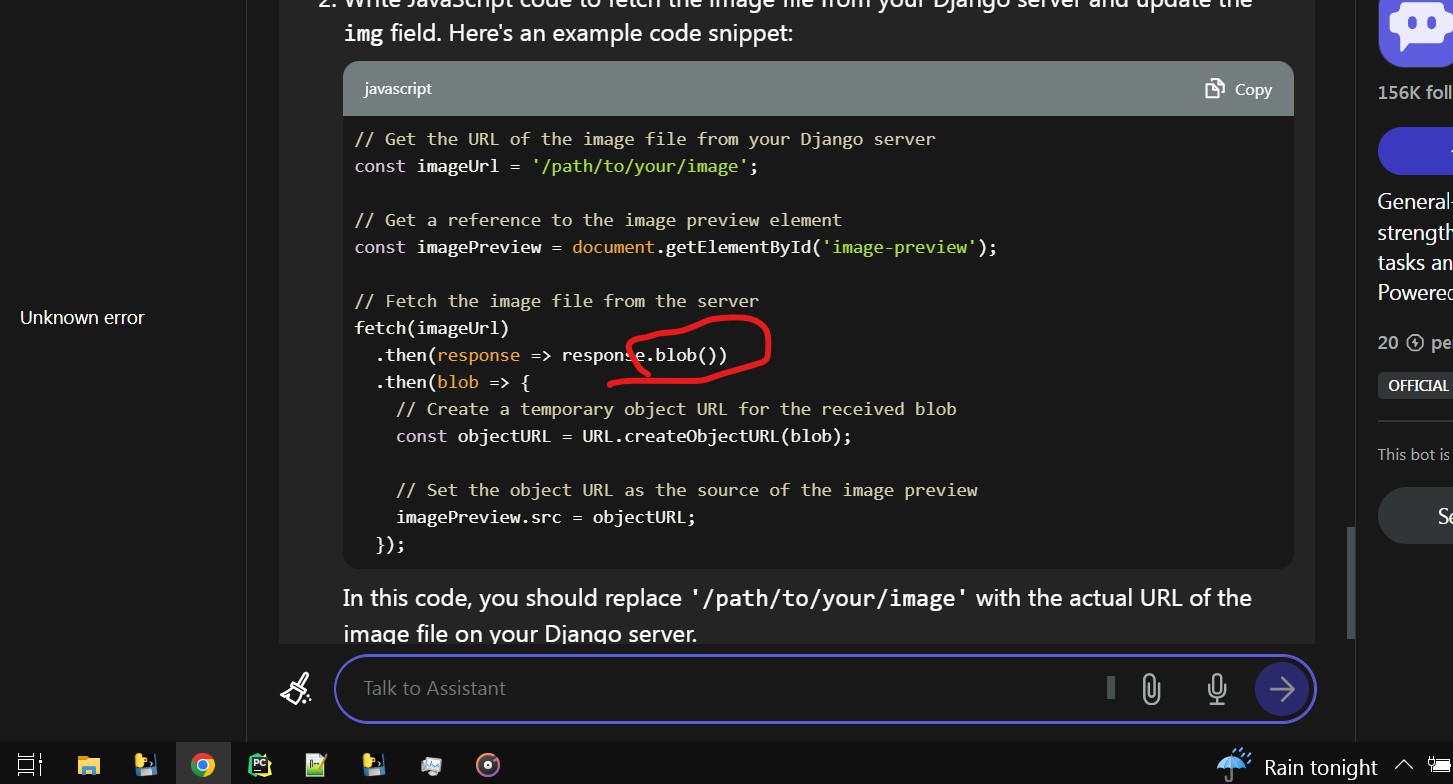 2. Write JavaScript code to fetch the image file from your Django server and update the
img field. Here's an example code snippet:
javascript
Copy
// Get the URL of the image file from your Django server
const imageUrl = '/path/to/your/image';
// Get a reference to the image preview element
const imagePreview = document.getElementById('image-preview');
// Fetch the image file from the server
fetch(imageUrl)
.then(response => response.blob())
.then(blob => {
// Create a temporary object URL for the received blob
const objectURL = URL.createObjectURL(blob);
// Set the object URL as the source of the image preview
imagePreview.src = objectURL;
});
In this code, you should replace '/path/to/your/image' with the actual URL of the
image file on your Django server.
Unknown error
Talk to Assistant
156K foll
General-
strength
tasks an
Powered
20 pe
OFFICIAL
This bot is
Se
PC
Rain tonight